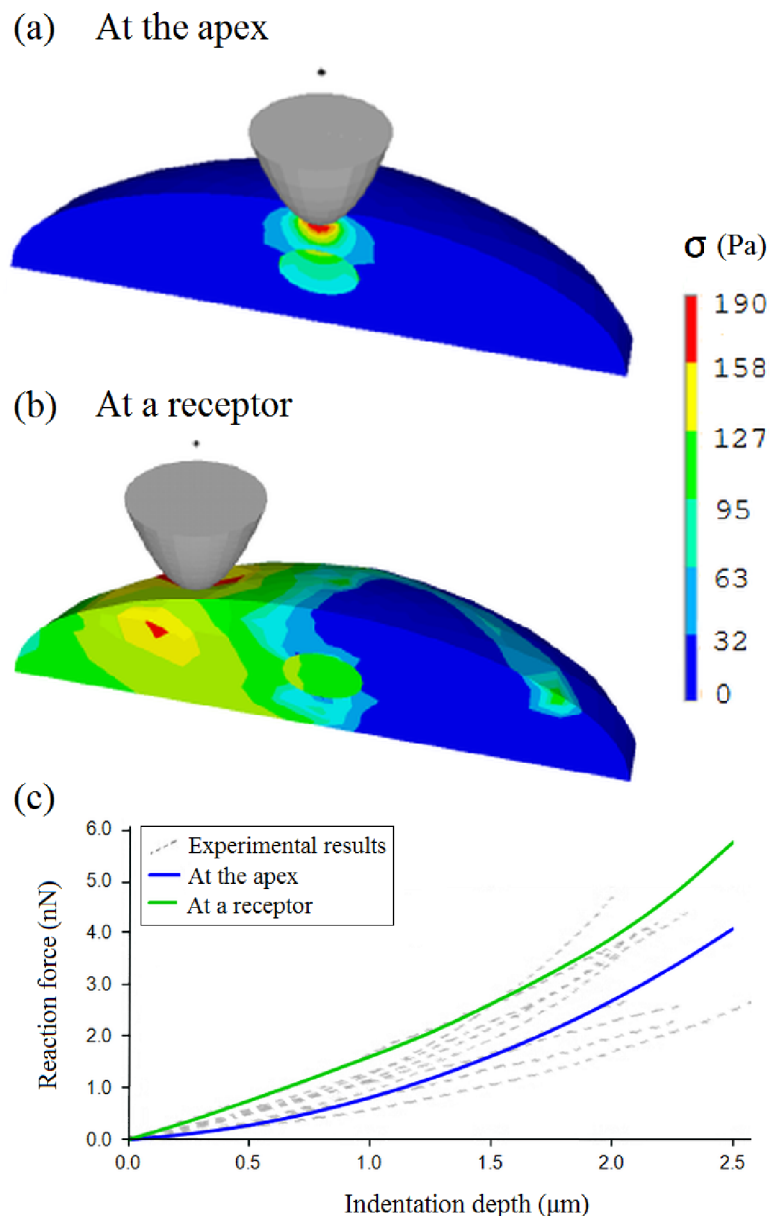 (a) At the apex
σ (Pa)
190
158
127
95
63
32
0
(b) At a receptor
(c)
6.0
5.0
4.0
3.0
2.0
1.0
0.0
Reaction force (nN)
Experimental results
At the apex
At a receptor
0.0 0.5 1.0 1.5 2.0 2.5
Indentation depth (μm)